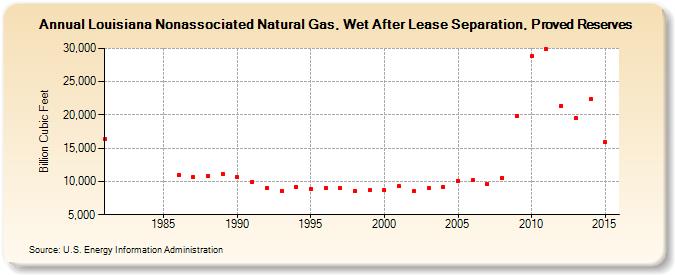 Annual Louisiana Nonassociated Natural Gas, Wet After Lease Separation, Proved Reserves
Billion Cubic Feet
30,000
25,000
20,000
15,000
10,000
5,000
1985 1990 1995 2000 2005 2010 2015
Source: U.S. Energy Information Administration